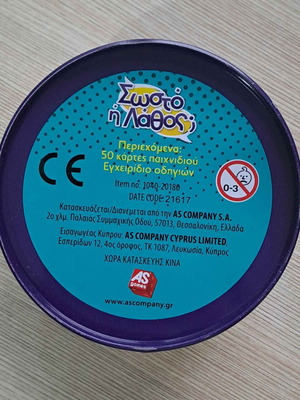 Σωστό
ή Λάθος;
Περιεχόμενα:
50 κάρτες παιχνιδιού
Εγχειρίδιο οδηγιών
CE
Item no. 1040-20180
DATE CODE: 21617
0-3
Κατασκευάζεται/Διανέμεται από την AS COMPANY S.A.
2ο χλμ. Παλαιάς Συμμαχικής Οδού, 57013, Θεσσαλονίκη, Ελλάδα
Εισαγωγέας Κύπρου: AS COMPANY CYPRUS LIMITED,
Εσπερίδων 12, 4ος όροφος, ΤΚ 1087, Λευκωσία, Κύπρος
ΧΩΡΑ ΚΑΤΑΣΚΕΥΗΣ ΚΙΝΑ
AS
games
www.ascompany.gr